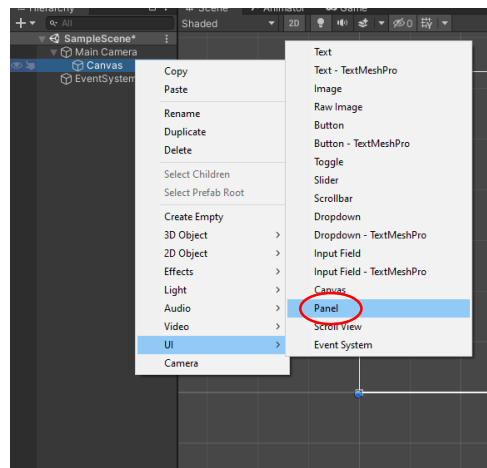 Hierarchy
Scene
Animator
Game
All
Shaded
2D
0
SampleScene*
Main Camera
Canvas
EventSystem
Copy
Paste
Rename
Duplicate
Delete
Select Children
Select Prefab Root
Create Empty
3D Object
2D Object
Effects
Light
Audio
Video
UI
Camera
Text
Text - TextMeshPro
Image
Raw Image
Button
Button - TextMeshPro
Toggle
Slider
Scrollbar
Dropdown
Dropdown - TextMeshPro
Input Field
Input Field - TextMeshPro
Canvas
Panel
Scroll View
Event System